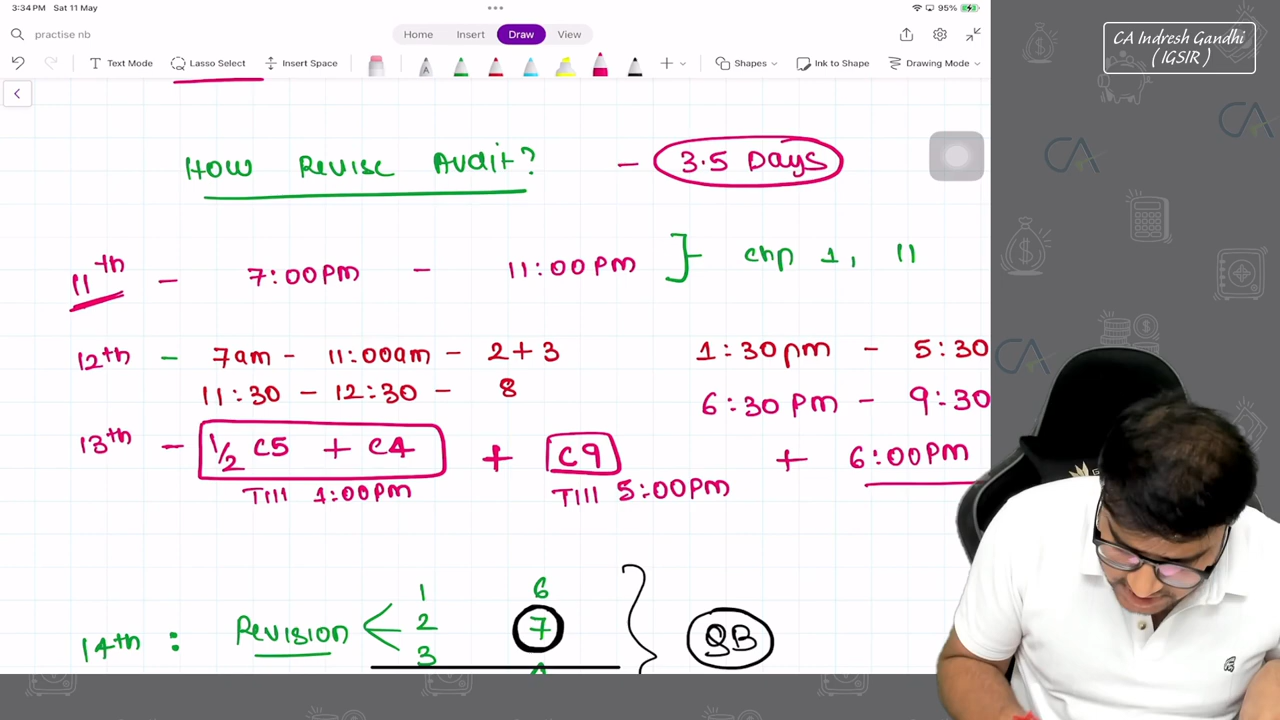 3:34 PM Sat 11 May
95%
practise nb
Home Insert Draw View
Text Mode Lasso Select Insert Space Shapes Ink to Shape Drawing Mode
CA Indresh Gandhi
( IGSIR )
How Revise Audit? - 3.5 Days
11th - 7:00pm - 11:00pm } chp 1, 11
12th - 7am - 11:00am - 2+3 1:30pm - 5:30
11:30 - 12:30 - 8 6:30 Pm - 9:30
13th - 1/2 C5 + C4 + C9 + 6:00pm
Till 1:00pm Till 5:00pm
1 6
14th : Revision 2 7
3
CA
CA
CA